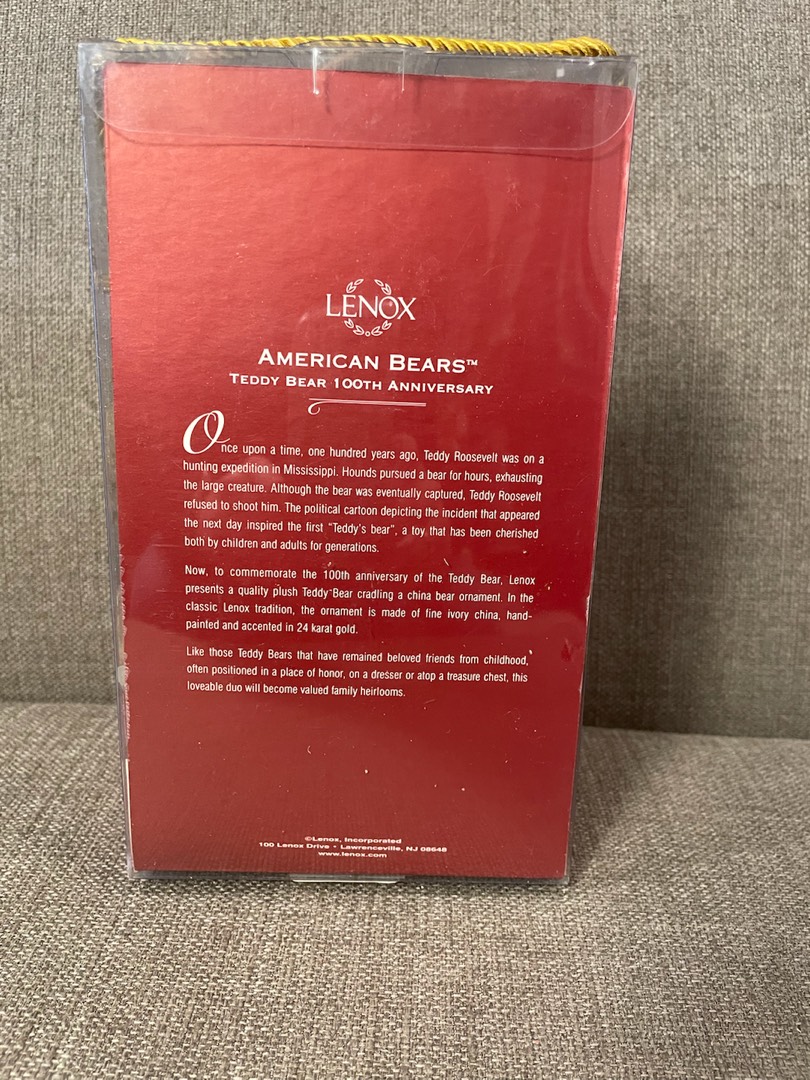 LENOX
AMERICAN BEARS™
TEDDY BEAR 100TH ANNIVERSARY
Once upon a time, one hundred years ago, Teddy Roosevelt was on a
hunting expedition in Mississippi. Hounds pursued a bear for hours, exhausting
the large creature. Although the bear was eventually captured, Teddy Roosevelt
refused to shoot him. The political cartoon depicting the incident that appeared
the next day inspired the first "Teddy's bear", a toy that has been cherished
both by children and adults for generations.
Now, to commemorate the 100th anniversary of the Teddy Bear, Lenox
presents a quality plush Teddy Bear cradling a china bear ornament. In the
classic Lenox tradition, the ornament is made of fine ivory china, hand-
painted and accented in 24 karat gold.
Like those Teddy Bears that have remained beloved friends from childhood,
often positioned in a place of honor, on a dresser or atop a treasure chest, this
loveable duo will become valued family heirlooms.
©Lenox, Incorporated
100 Lenox Drive • Lawrenceville, NJ 08648
www.lenox.com